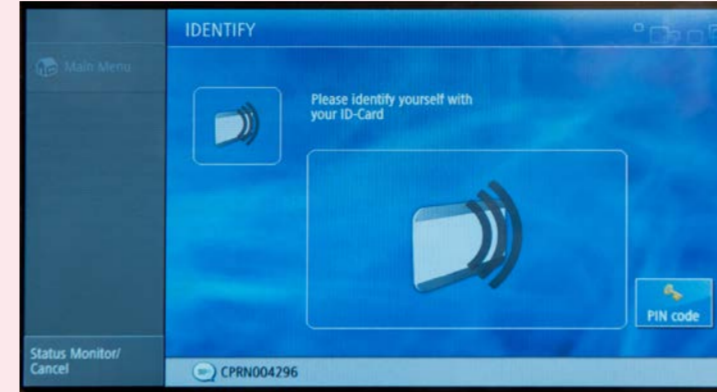 IDENTIFY
Main Menu
Please identify yourself with
your ID-Card
PIN code
Status Monitor/
Cancel
CPRN004296